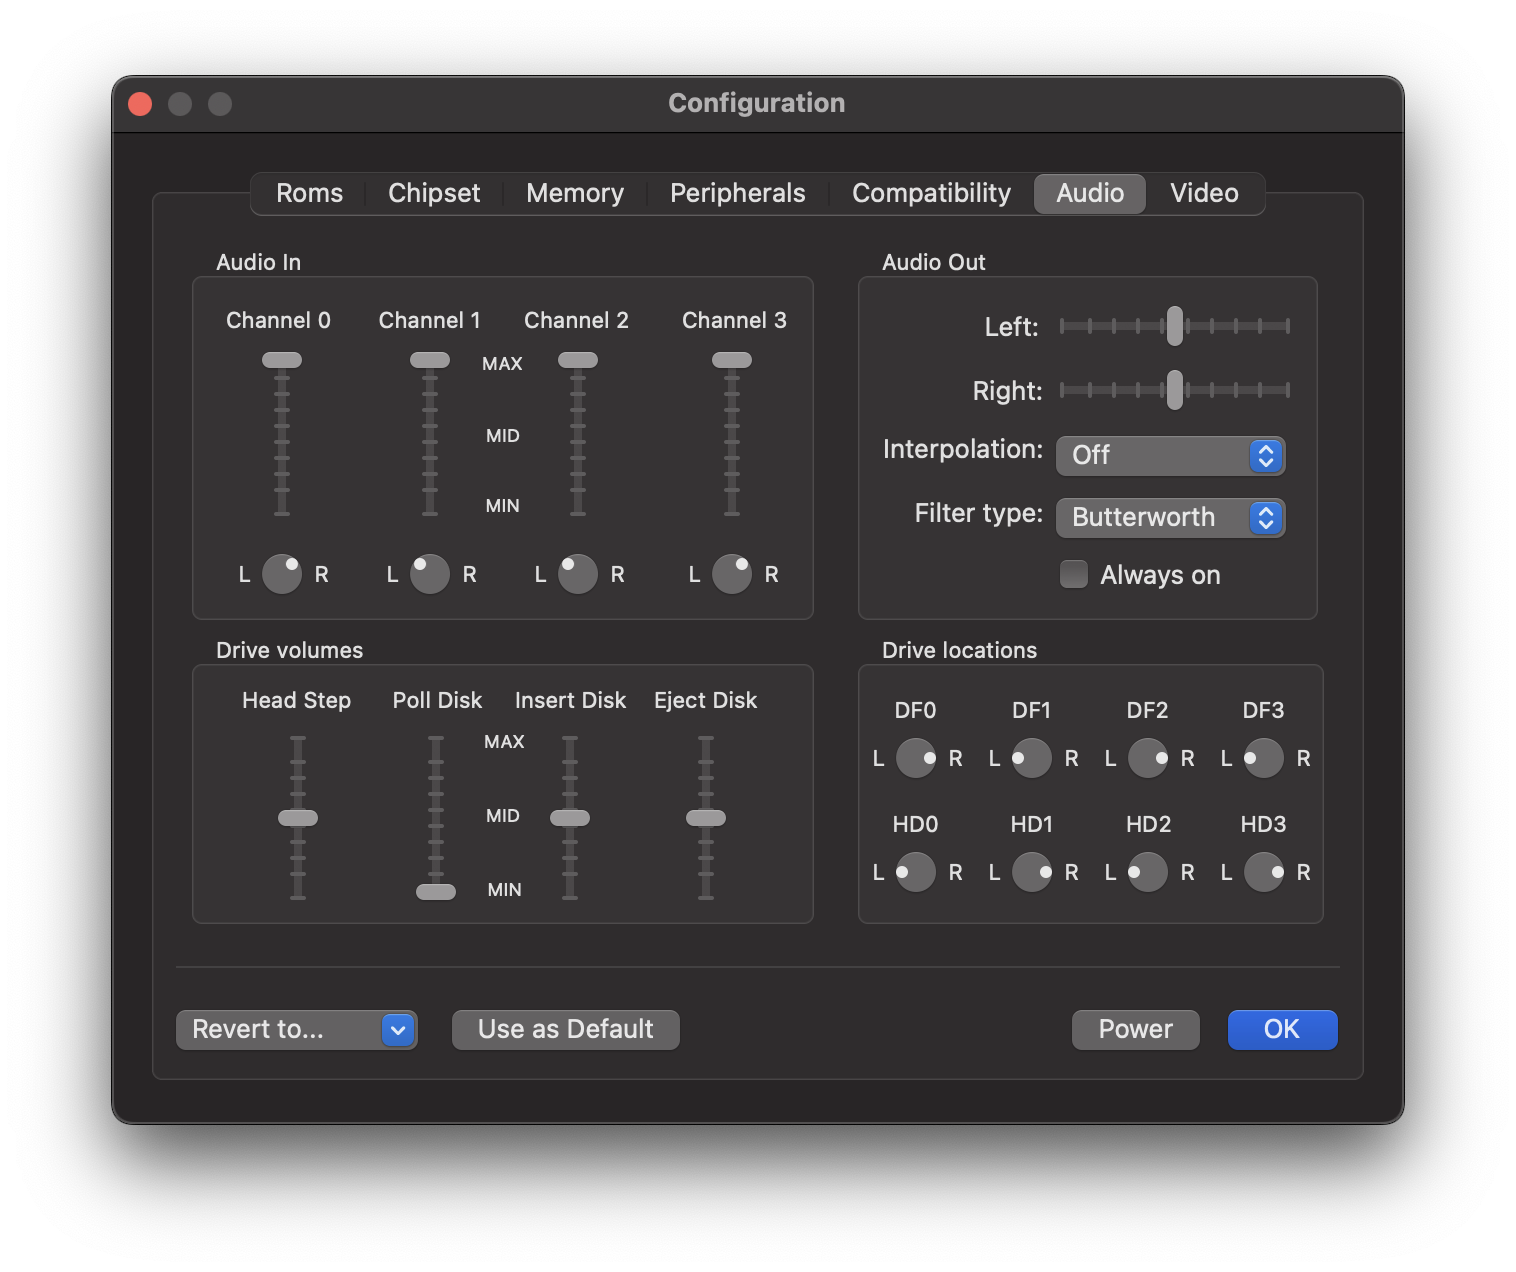 Configuration
Roms Chipset Memory Peripherals Compatibility Audio Video
Audio In
Channel 0 Channel 1 Channel 2 Channel 3
MAX
MID
MIN
L R L R L R L R
Audio Out
Left:
Right:
Interpolation: Off
Filter type: Butterworth
Always on
Drive volumes
Head Step Poll Disk Insert Disk Eject Disk
MAX
MID
MIN
Drive locations
DF0 DF1 DF2 DF3
L R L R L R L R
HD0 HD1 HD2 HD3
L R L R L R L R
Revert to... Use as Default Power OK